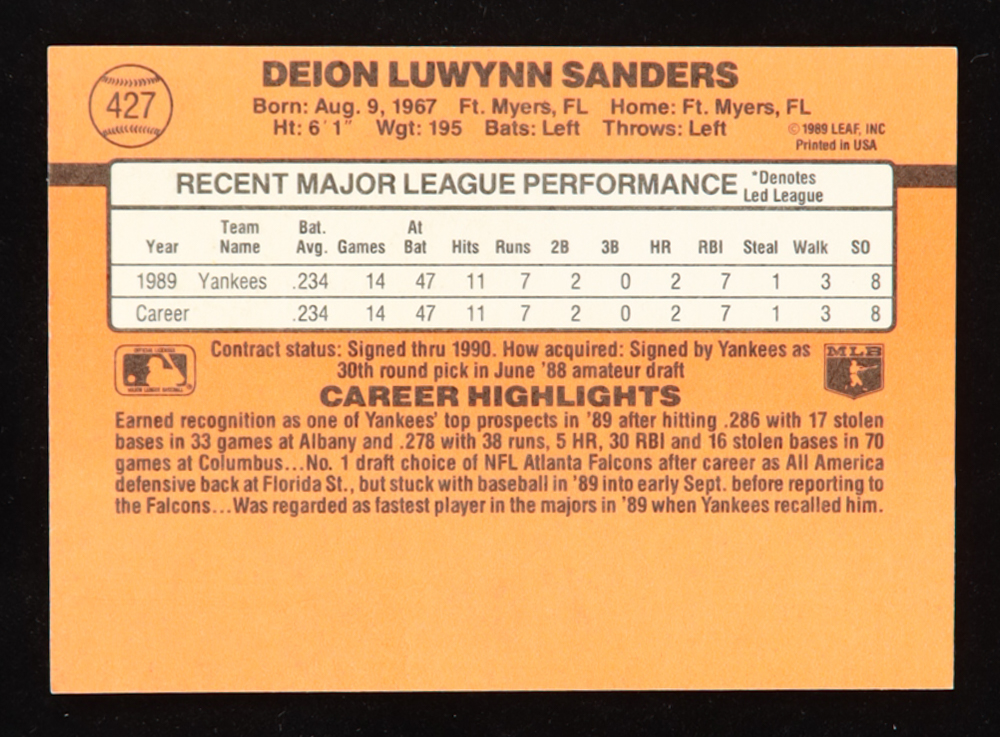 427
DEION LUWYNN SANDERS
Born: Aug. 9, 1967 Ft. Myers, FL Home: Ft. Myers, FL
Ht: 6'1" Wgt: 195 Bats: Left Throws: Left
©1989 LEAF, INC
Printed in USA
RECENT MAJOR LEAGUE PERFORMANCE *Denotes
Led League
Year Team Name Bat. Avg. Games At Bat Hits Runs 2B 3B HR RBI Steal Walk SO
1989 Yankees .234 14 47 11 7 2 0 2 7 1 3 8
Career .234 14 47 11 7 2 0 2 7 1 3 8
Contract status: Signed thru 1990. How acquired: Signed by Yankees as
30th round pick in June '88 amateur draft
MLB
CAREER HIGHLIGHTS
Earned recognition as one of Yankees' top prospects in '89 after hitting .286 with 17 stolen
bases in 33 games at Albany and .278 with 38 runs, 5 HR, 30 RBI and 16 stolen bases in 70
games at Columbus...No. 1 draft choice of NFL Atlanta Falcons after career as All America
defensive back at Florida St., but stuck with baseball in '89 into early Sept. before reporting to
the Falcons...Was regarded as fastest player in the majors in '89 when Yankees recalled him.